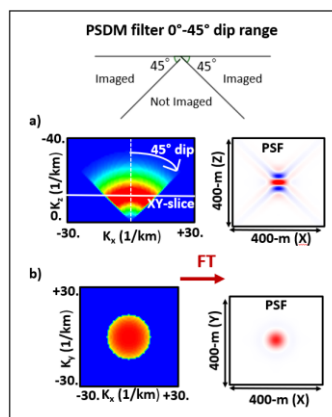 PSDM filter 0°-45° dip range
45° 45°
Imaged Imaged
Not Imaged
a)
-40.
45° dip
PSF
K_z (1/km)
400-m (Z)
XY-slice
0
-30. +30.
K_x (1/km)
400-m (X)
FT
b)
+30.
PSF
K_y (1/km)
400-m (Y)
-30.
-30. K_x (1/km) +30.
400-m (X)